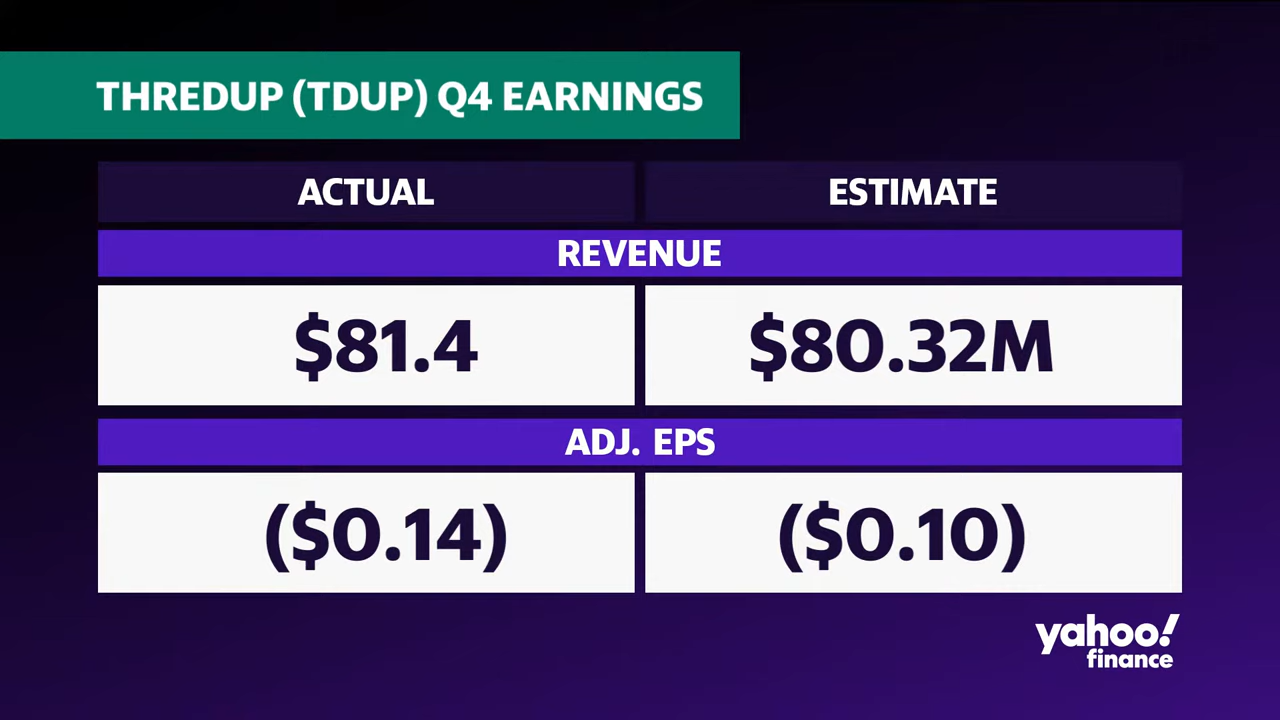 THREDUP (TDUP) Q4 EARNINGS
ACTUAL ESTIMATE
REVENUE
$81.4 $80.32M
ADJ. EPS
($0.14) ($0.10)
yahoo!
finance